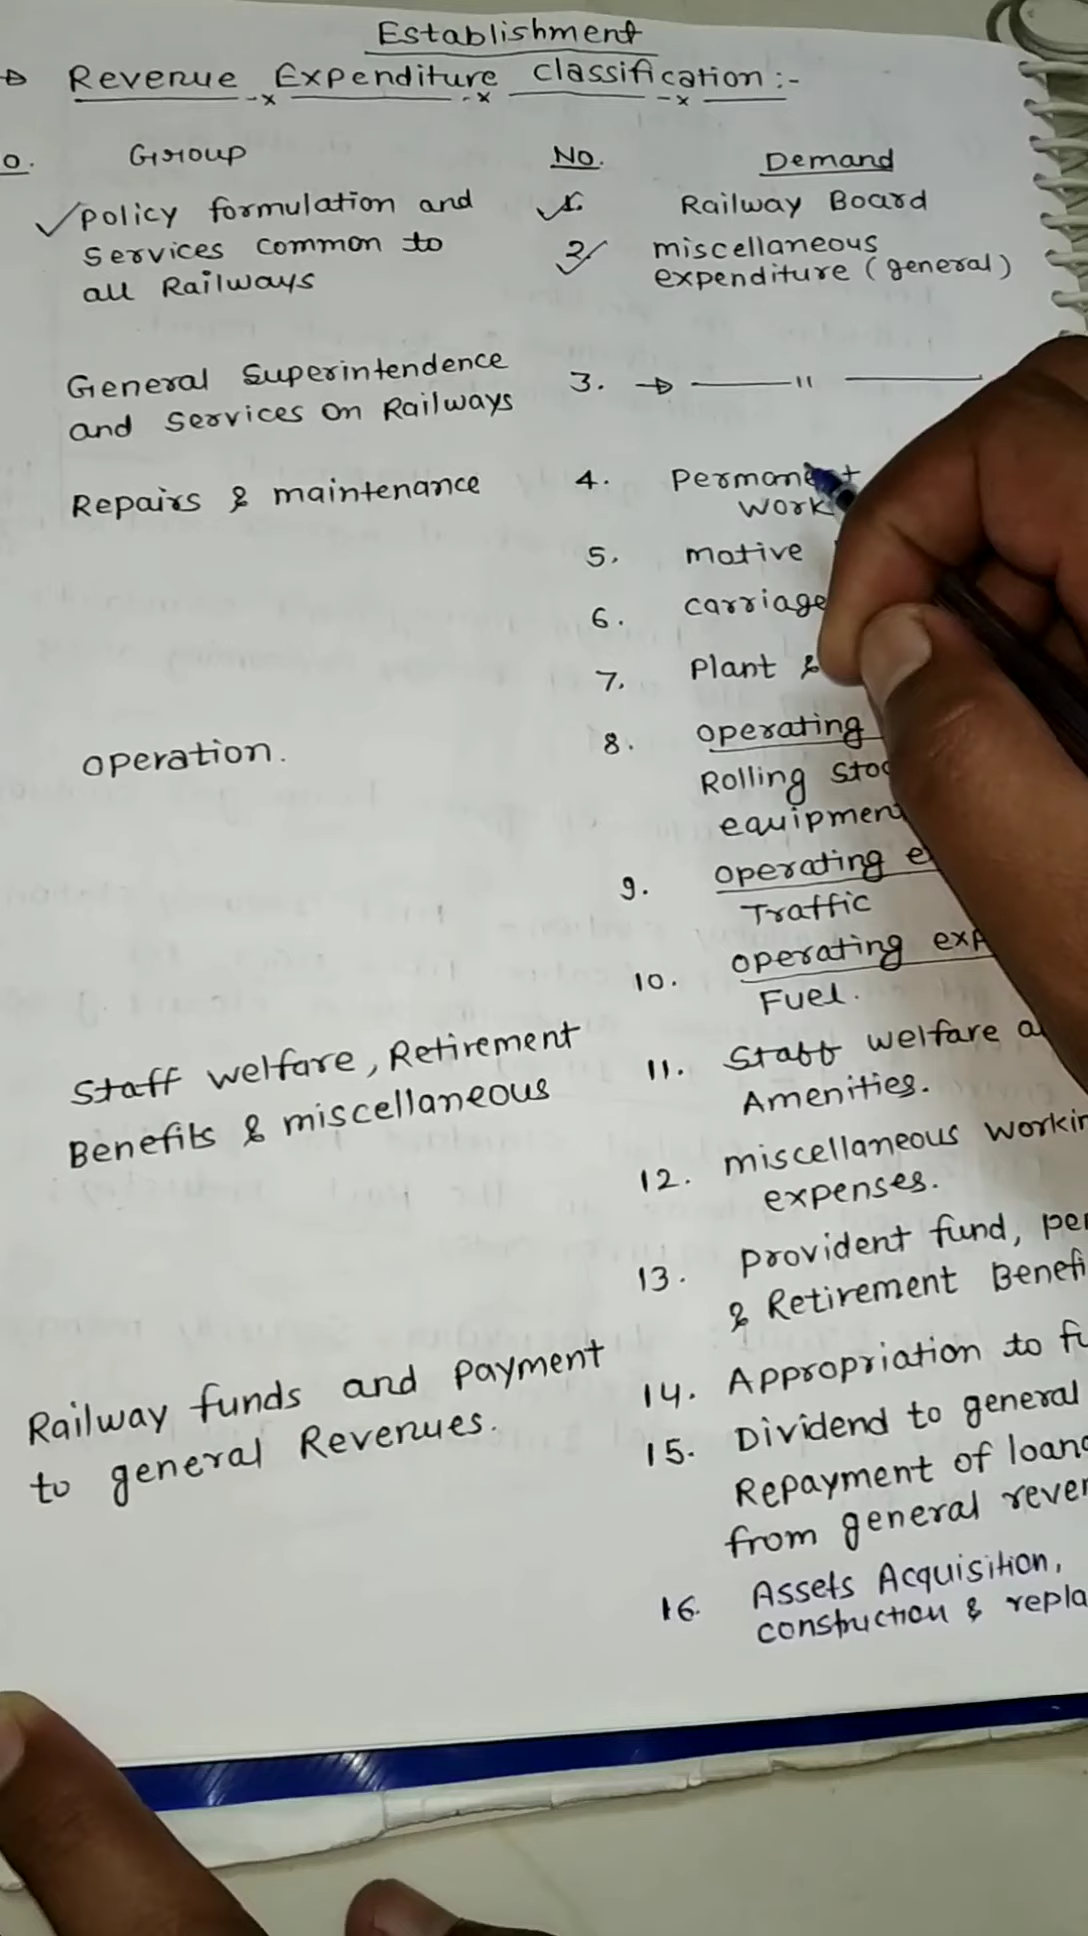 Establishment
Revenue Expenditure classification :-
o. Group No. Demand
Policy formulation and 1. Railway Board
Services common to 2. miscellaneous
all Railways expenditure (general)
General Superintendence 3. — 11 —
and Services on Railways
Repairs & maintenance 4. Permanent
work
5. motive
6. carriage
7. Plant &
operation. 8. operating
Rolling
equipment
9. operating
Traffic
10. operating
Fuel.
Staff welfare, Retirement 11. Staff welfare
Benefits & miscellaneous Amenities.
12. miscellaneous
expenses.
13. provident fund,
& Retirement
Railway funds and payment 14. Appropriation to
to general Revenues. 15. Dividend to general
Repayment of
from general
16. Assets Acquisition,
construction &